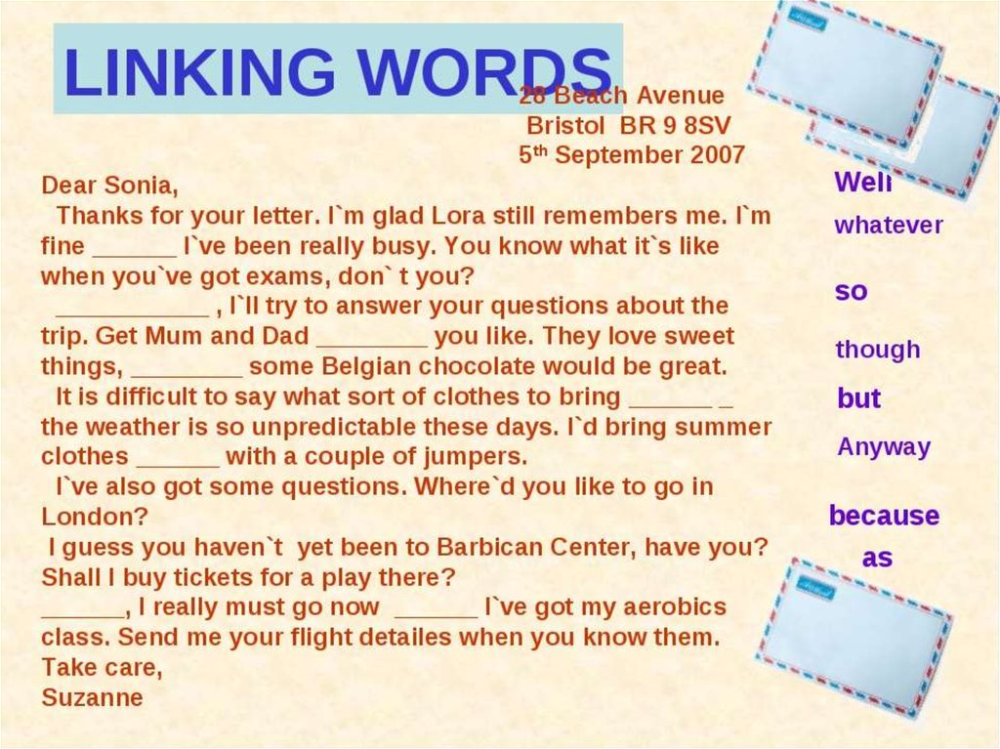 LINKING WORDS
28 Beach Avenue
Bristol BR 9 8SV
5th September 2007
Dear Sonia,
Thanks for your letter. I`m glad Lora still remembers me. I`m
fine ______ I`ve been really busy. You know what it`s like
when you`ve got exams, don` t you?
___________ , I`ll try to answer your questions about the
trip. Get Mum and Dad ________ you like. They love sweet
things, ________ some Belgian chocolate would be great.
It is difficult to say what sort of clothes to bring ______ _
the weather is so unpredictable these days. I`d bring summer
clothes ______ with a couple of jumpers.
I`ve also got some questions. Where`d you like to go in
London?
I guess you haven`t yet been to Barbican Center, have you?
Shall I buy tickets for a play there?
______, I really must go now ______ I`ve got my aerobics
class. Send me your flight detailes when you know them.
Take care,
Suzanne
Well
whatever
so
though
but
Anyway
because
as